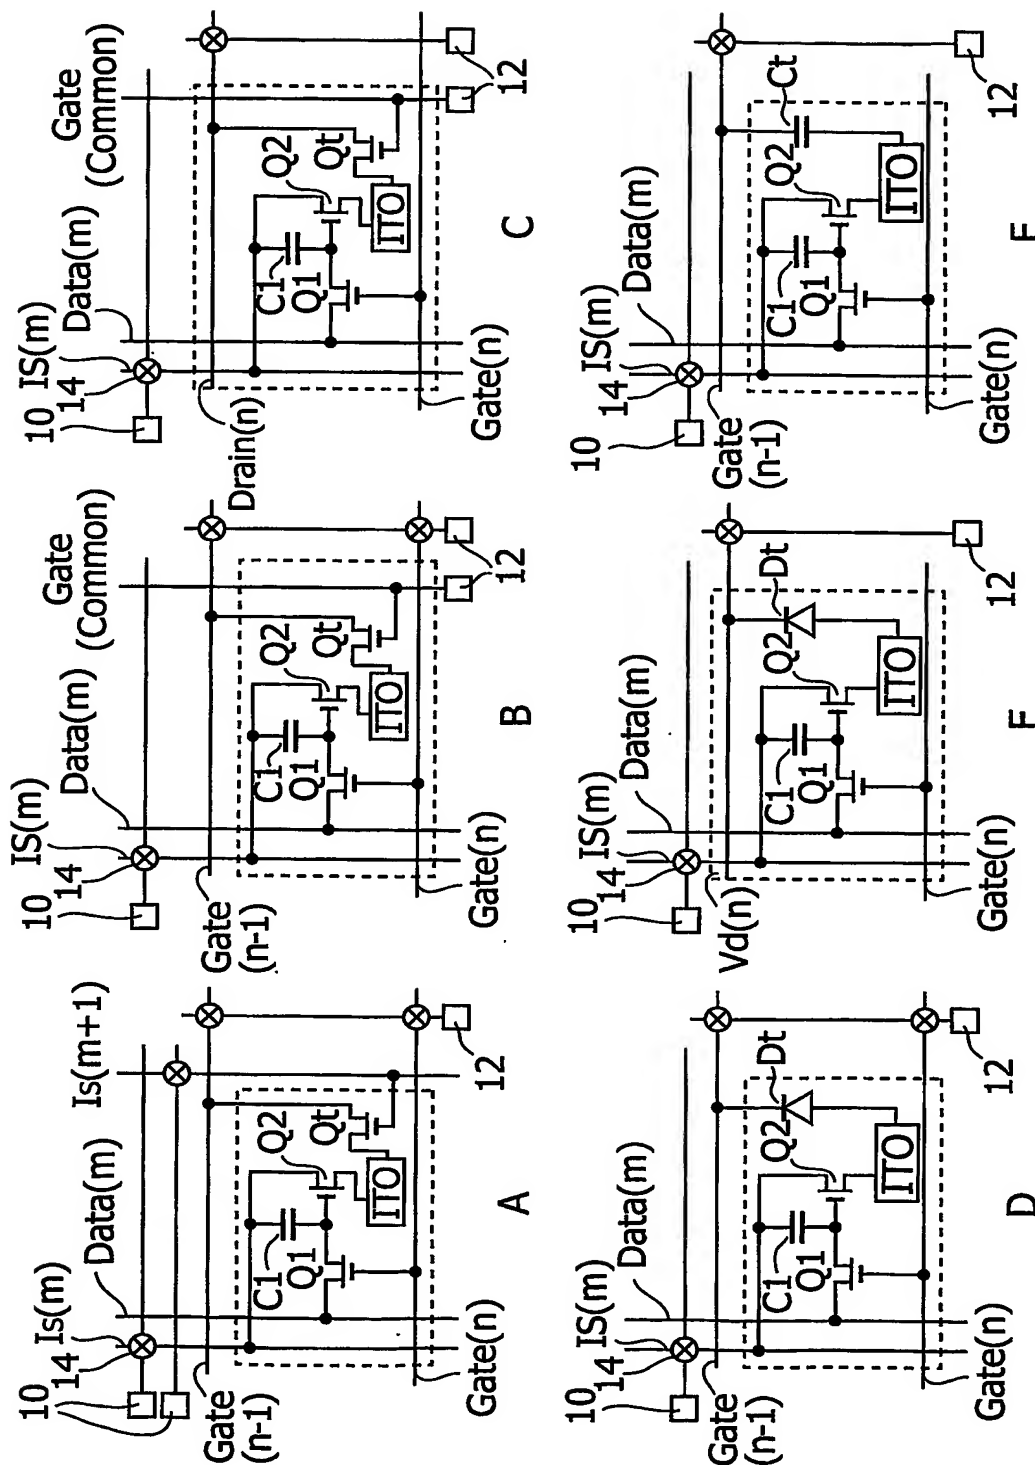 10
14
Is(m)
Data(m)
Is(m+1)
Gate
(n-1)
C1
Q1
Q2
Qt
ITO
12
Gate(n)
A
10
14
IS(m)
Data(m)
Gate
(Common)
Gate
(n-1)
C1
Q1
Q2
Qt
ITO
12
Gate(n)
B
10
14
IS(m)
Data(m)
Gate
(Common)
Drain(n)
C1
Q1
Q2
Qt
ITO
12
Gate(n)
C
10
14
IS(m)
Data(m)
Gate
(n-1)
C1
Q1
Q2
Dt
ITO
12
Gate(n)
D
10
14
IS(m)
Data(m)
Vd(n)
C1
Q1
Q2
Dt
ITO
12
Gate(n)
F
10
14
IS(m)
Data(m)
Gate
(n-1)
C1
Q1
Q2
Ct
ITO
12
Gate(n)
F